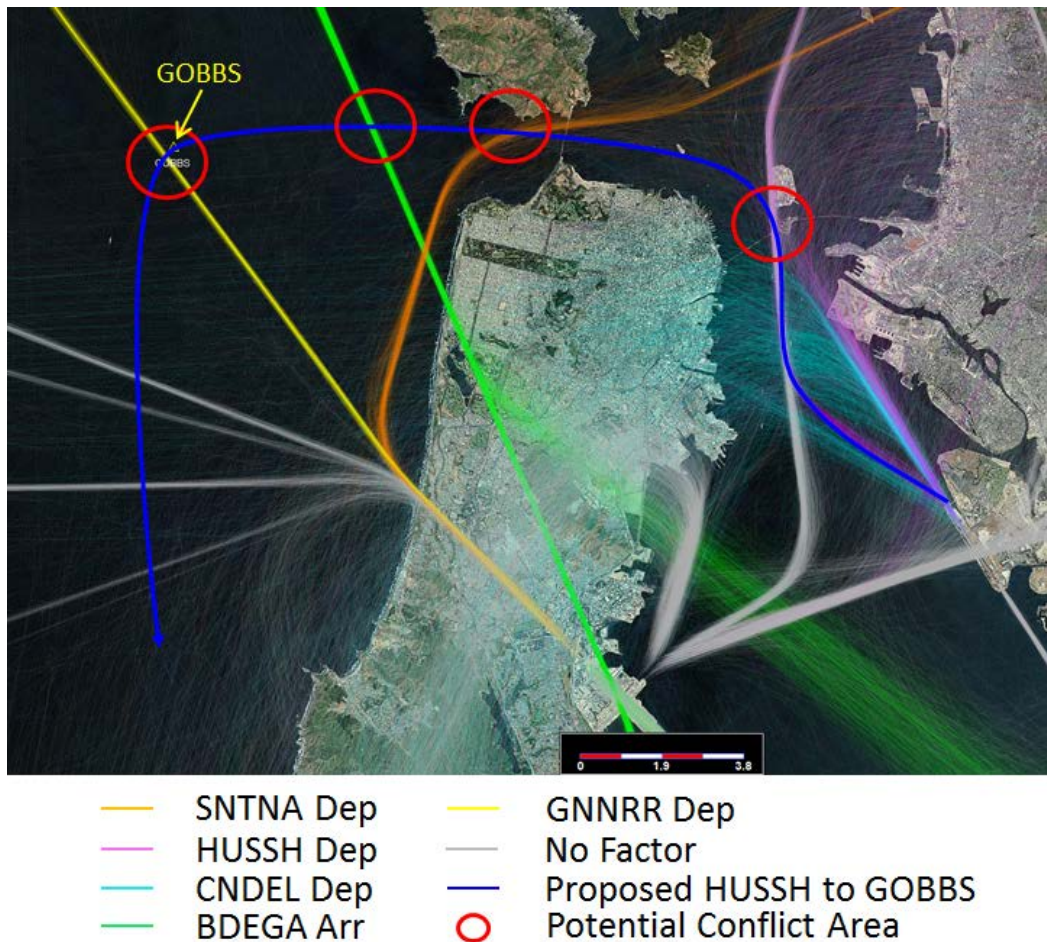 GOBBS
GOBBS
0 1.9 3.8
SNTNA Dep GNNRR Dep
HUSSH Dep No Factor
CNDEL Dep Proposed HUSSH to GOBBS
BDEGA Arr Potential Conflict Area